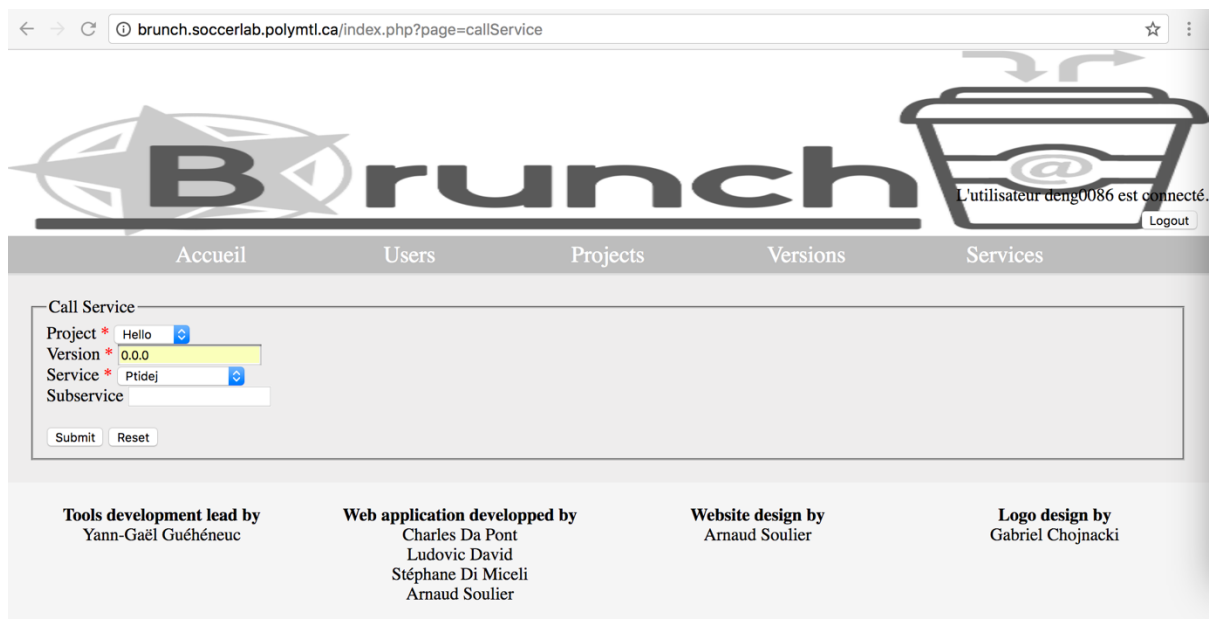 brunch.soccerlab.polymtl.ca/index.php?page=callService
Brunch
@
L'utilisateur deng0086 est connecté.
Logout
Accueil Users Projects Versions Services
Call Service
Project * Hello
Version * 0.0.0
Service * Ptidej
Subservice
Submit Reset
Tools development lead by
Yann-Gaël Guéhéneuc
Web application developped by
Charles Da Pont
Ludovic David
Stéphane Di Miceli
Arnaud Soulier
Website design by
Arnaud Soulier
Logo design by
Gabriel Chojnacki